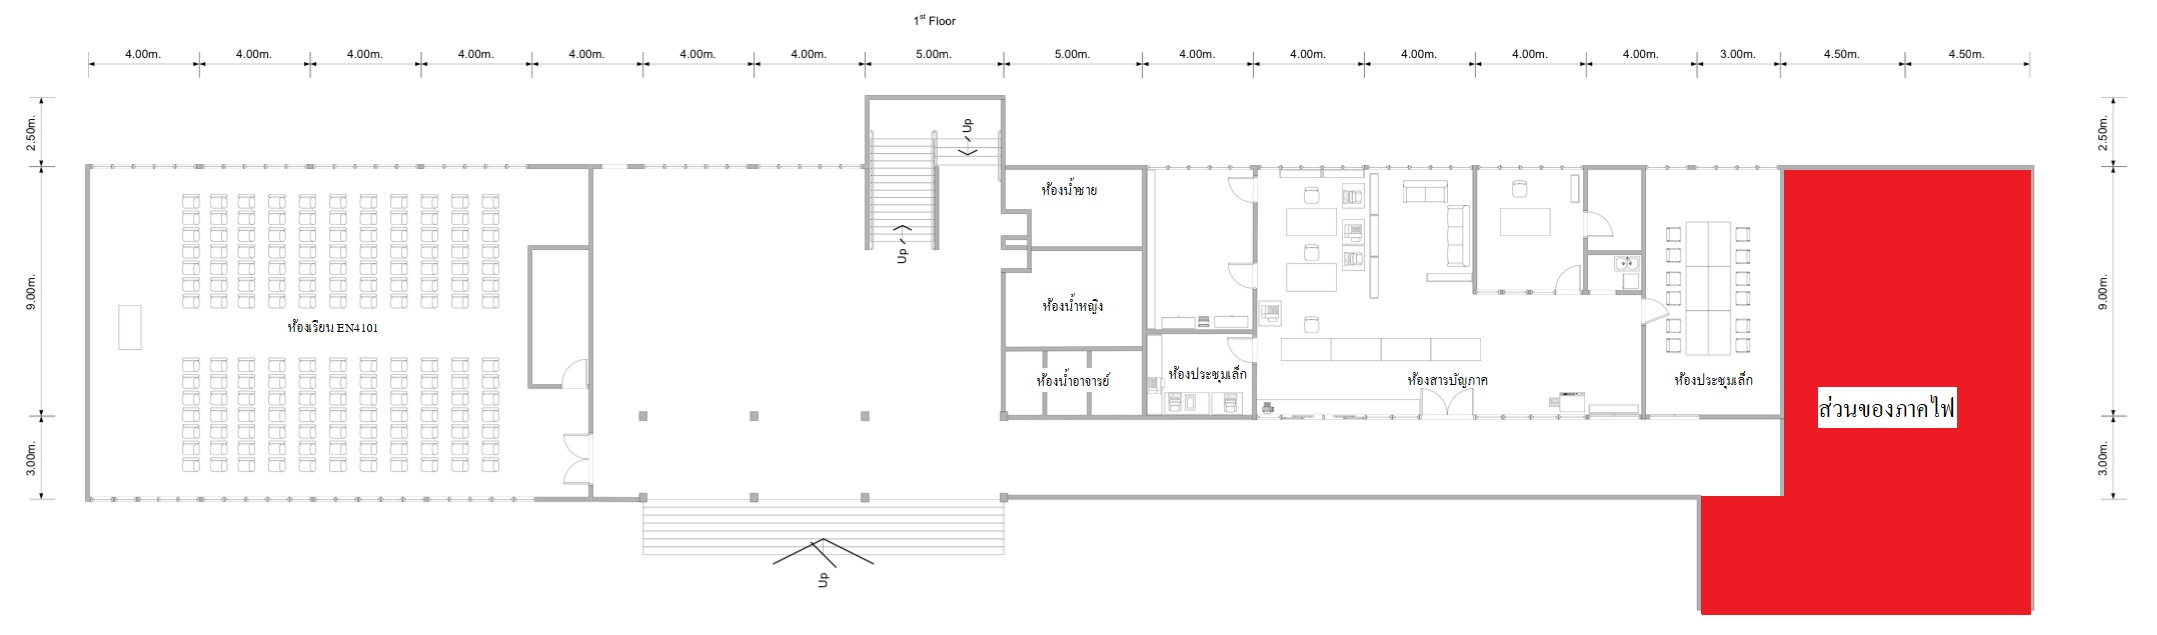 1st Floor
4.00m. 4.00m. 4.00m. 4.00m. 4.00m. 4.00m. 4.00m. 5.00m. 5.00m. 4.00m. 4.00m. 4.00m. 4.00m. 4.00m. 3.00m. 4.50m. 4.50m.
2.50m.
9.00m.
3.00m.
2.50m.
9.00m.
3.00m.
Up
Up
ห้องน้ำชาย
ห้องน้ำหญิง
ห้องเรียน EN4101
ห้องน้ำอาจารย์
ห้องประชุมเล็ก
ห้องสารบัญภาค
ห้องประชุมเล็ก
ส่วนของภาคไฟ
Up